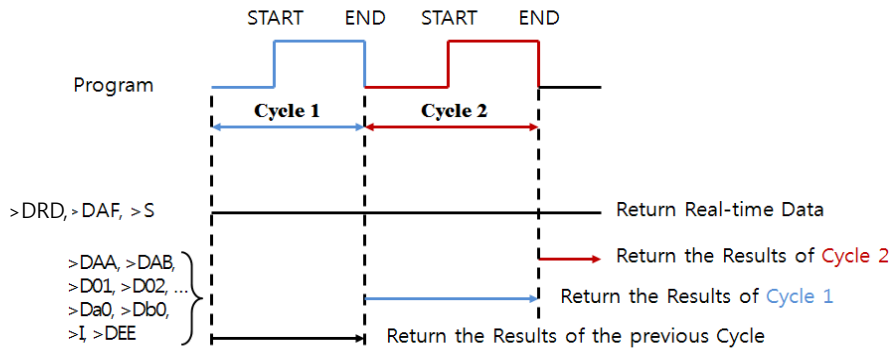 START END START END
Program
Cycle 1 Cycle 2
>DRD, >DAF, >S Return Real-time Data
>DAA, >DAB, Return the Results of Cycle 2
>D01, >D02, ... Return the Results of Cycle 1
>Da0, >Db0,
>I, >DEE Return the Results of the previous Cycle